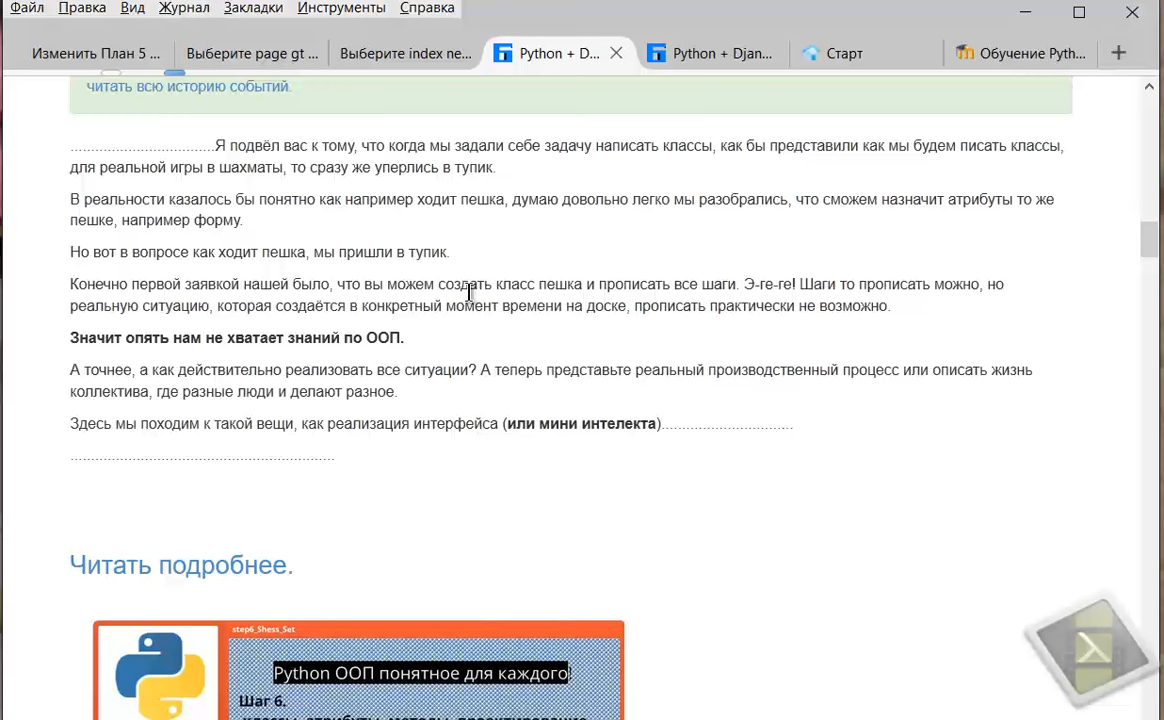 Файл Правка Вид Журнал Закладки Инструменты Справка
Изменить План 5 ... Выберите page gt ... Выберите index ne... Python + D... Python + Djan... Старт Обучение Pyth...
читать всю историю событий.
..................................Я подвёл вас к тому, что когда мы задали себе задачу написать классы, как бы представили как мы будем писать классы,
для реальной игры в шахматы, то сразу же уперлись в тупик.
В реальности казалось бы понятно как например ходит пешка, думаю довольно легко мы разобрались, что сможем назначит атрибуты то же
пешке, например форму.
Но вот в вопросе как ходит пешка, мы пришли в тупик.
Конечно первой заявкой нашей было, что вы можем создать класс пешка и прописать все шаги. Э-ге-ге! Шаги то прописать можно, но
реальную ситуацию, которая создаётся в конкретный момент времени на доске, прописать практически не возможно.
Значит опять нам не хватает знаний по ООП.
А точнее, а как действительно реализовать все ситуации? А теперь представьте реальный производственный процесс или описать жизнь
коллектива, где разные люди и делают разное.
Здесь мы походим к такой вещи, как реализация интерфейса (или мини интелекта)...............................
..............................................................
Читать подробнее.
step6_Shess_Set
Python ООП понятное для каждого
Шаг 6.
классы, атрибуты, методы, проектирование